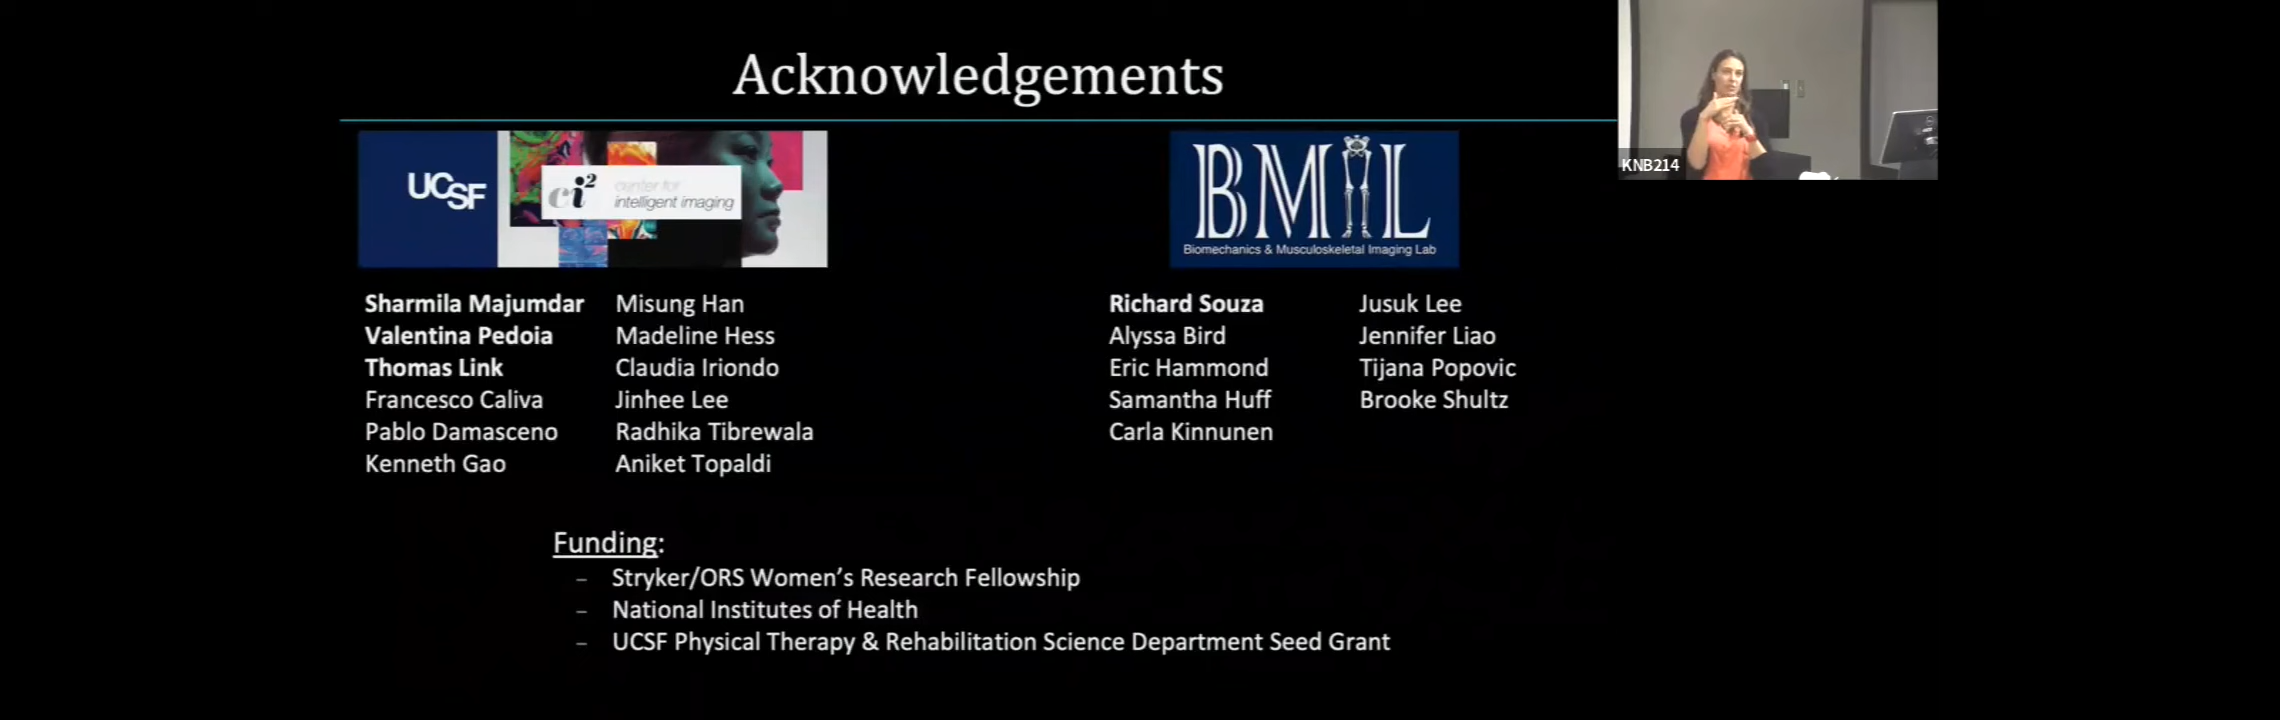 Acknowledgements
UCSF
ci2 center for
intelligent imaging
BMIL
Biomechanics & Musculoskeletal Imaging Lab
KNB214
Sharmila Majumdar
Valentina Pedoia
Thomas Link
Francesco Caliva
Pablo Damasceno
Kenneth Gao
Misung Han
Madeline Hess
Claudia Iriondo
Jinhee Lee
Radhika Tibrewala
Aniket Topaldi
Richard Souza
Alyssa Bird
Eric Hammond
Samantha Huff
Carla Kinnunen
Jusuk Lee
Jennifer Liao
Tijana Popovic
Brooke Shultz
Funding:
– Stryker/ORS Women’s Research Fellowship
– National Institutes of Health
– UCSF Physical Therapy & Rehabilitation Science Department Seed Grant